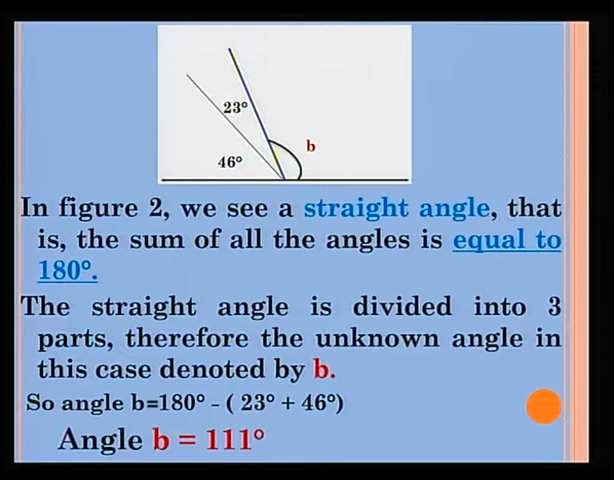 23°
b
46°
In figure 2, we see a straight angle, that
is, the sum of all the angles is equal to
180°.
The straight angle is divided into 3
parts, therefore the unknown angle in
this case denoted by b.
So angle b=180° - ( 23° + 46°)
Angle b = 111°